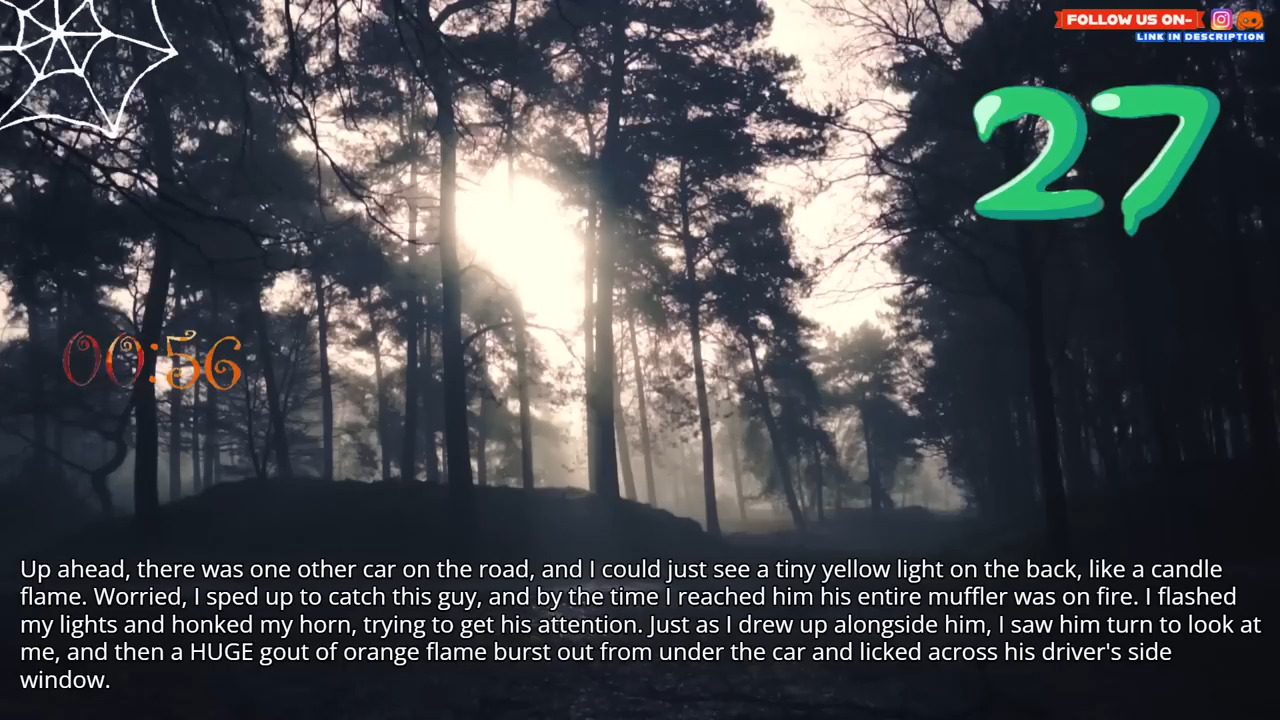 FOLLOW US ON-
LINK IN DESCRIPTION
27
00:56
Up ahead, there was one other car on the road, and I could just see a tiny yellow light on the back, like a candle
flame. Worried, I sped up to catch this guy, and by the time I reached him his entire muffler was on fire. I flashed
my lights and honked my horn, trying to get his attention. Just as I drew up alongside him, I saw him turn to look at
me, and then a HUGE gout of orange flame burst out from under the car and licked across his driver's side
window.